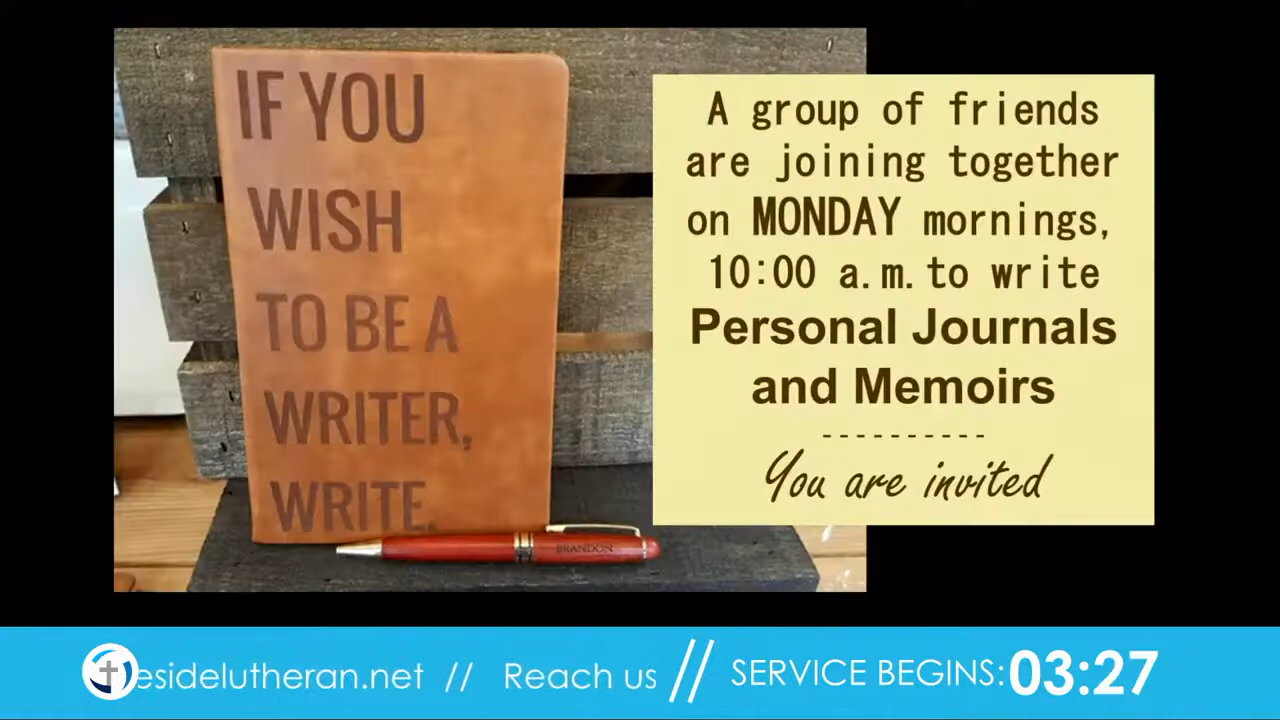 IF YOU
WISH
TO BE A
WRITER,
WRITE.
BRANDON
A group of friends
are joining together
on MONDAY mornings,
10:00 a.m. to write
Personal Journals
and Memoirs
----------
You are invited
esidelutheran.net // Reach us // SERVICE BEGINS: 03:27